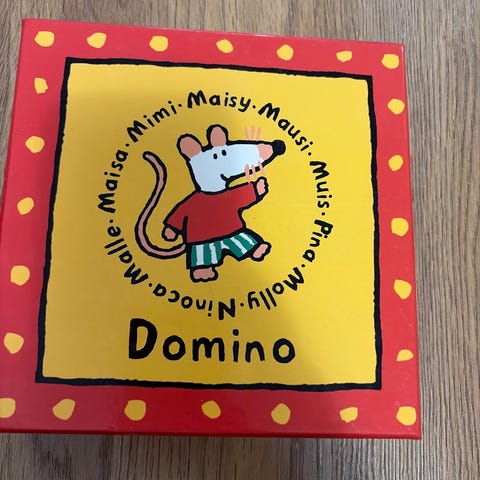 Maisy · Mausi · Muis · Pina · Molly · Ninoca · Malle · Maisa · Mimi ·
Domino